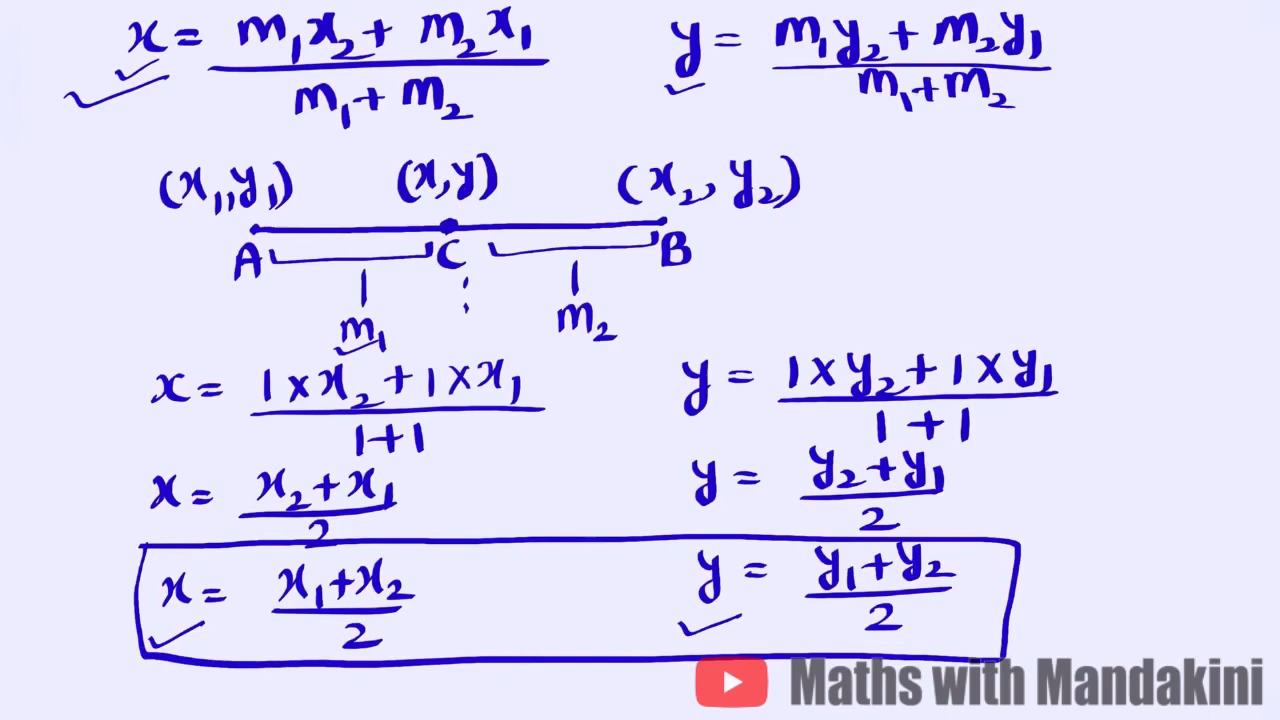 x = (m₁x₂ + m₂x₁)/(m₁ + m₂) y = (m₁y₂ + m₂y₁)/(m₁+m₂)
(x₁,y₁) (x,y) (x₂, y₂)
A C B
m₁ m₂
x = (1×x₂ + 1×x₁)/(1+1) y = (1×y₂ + 1×y₁)/(1+1)
x = (x₂+x₁)/2 y = (y₂+y₁)/2
x = (x₁+x₂)/2 y = (y₁+y₂)/2
Maths with Mandakini